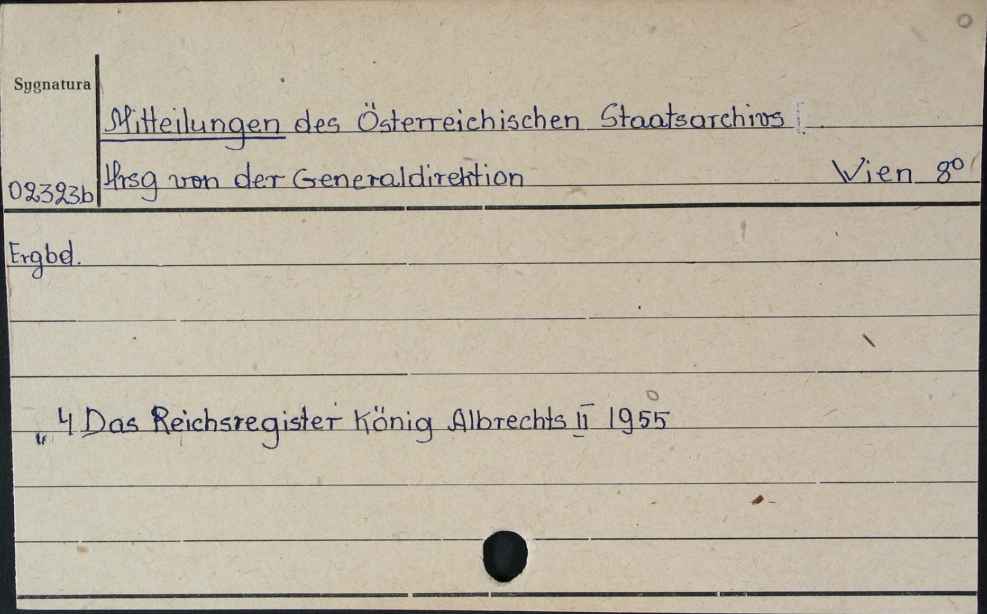 Sygnatura
Mitteilungen des Österreichischen Staatsarchivs
02323b Hrsg von der Generaldirektion Wien 8°
Ergbd.
" 4 Das Reichsregister König Albrechts II 1955